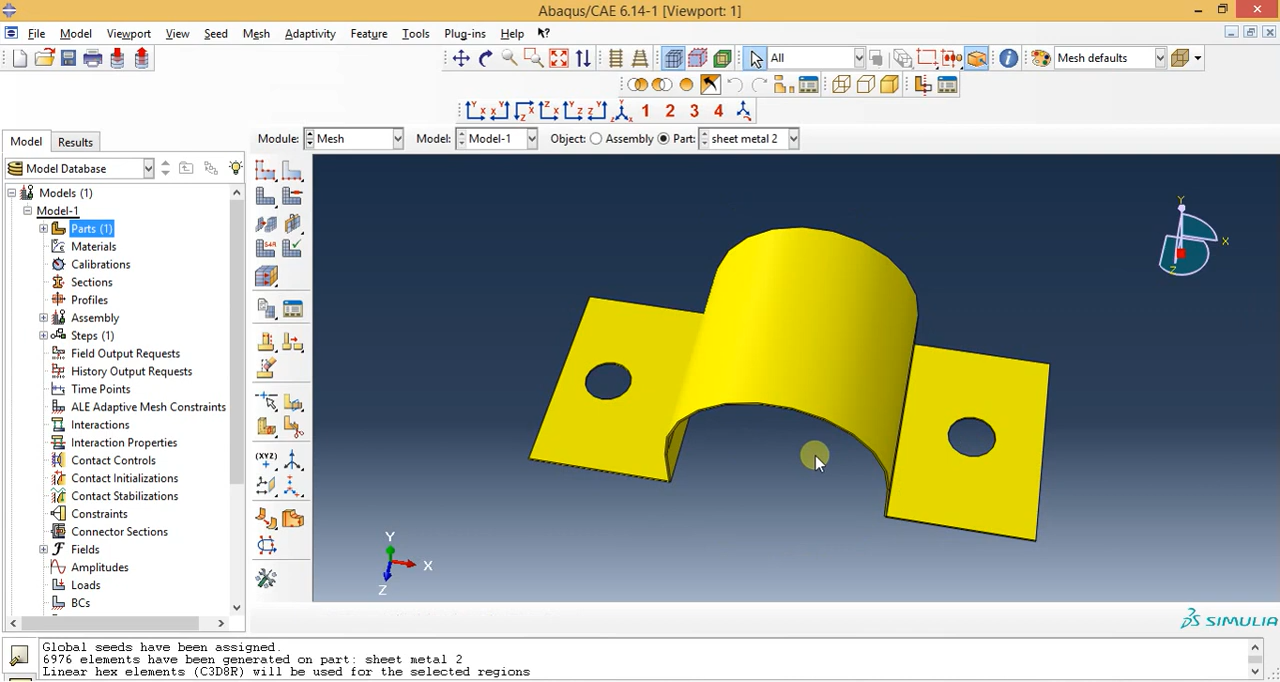 Abaqus/CAE 6.14-1 [Viewport: 1]
File Model Viewport View Seed Mesh Adaptivity Feature Tools Plug-ins Help
All Mesh defaults
1 2 3 4
Model Results
Module: Mesh Model: Model-1 Object: Assembly Part: sheet metal 2
Model Database
Models (1)
Model-1
Parts (1)
Materials
Calibrations
Sections
Profiles
Assembly
Steps (1)
Field Output Requests
History Output Requests
Time Points
ALE Adaptive Mesh Constraints
Interactions
Interaction Properties
Contact Controls
Contact Initializations
Contact Stabilizations
Constraints
Connector Sections
Fields
Amplitudes
Loads
BCs
(XYZ)
Y
X
Z
Y
X
Z
SIMULIA
Global seeds have been assigned.
6976 elements have been generated on part: sheet metal 2
Linear hex elements (C3D8R) will be used for the selected regions